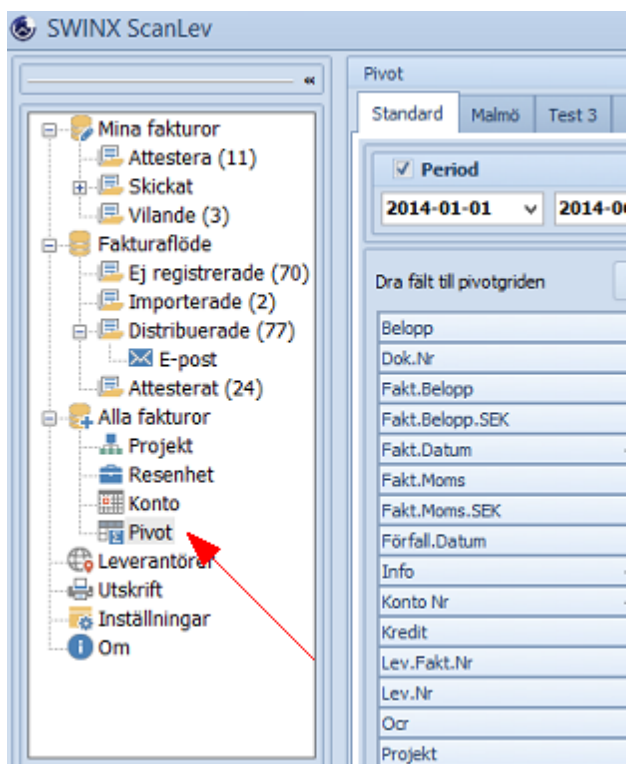 SWINX ScanLev
«
Mina fakturor
Attestera (11)
Skickat
Vilande (3)
Fakturaflöde
Ej registrerade (70)
Importerade (2)
Distribuerade (77)
E-post
Attesterat (24)
Alla fakturor
Projekt
Resenhet
Konto
Pivot
Leverantörer
Utskrift
Inställningar
Om
Pivot
Standard Malmö Test 3
Period
2014-01-01 2014-0
Dra fält till pivotgriden
Belopp
Dok.Nr
Fakt.Belopp
Fakt.Belopp.SEK
Fakt.Datum
Fakt.Moms
Fakt.Moms.SEK
Förfall.Datum
Info
Konto Nr
Kredit
Lev.Fakt.Nr
Lev.Nr
Ocr
Projekt